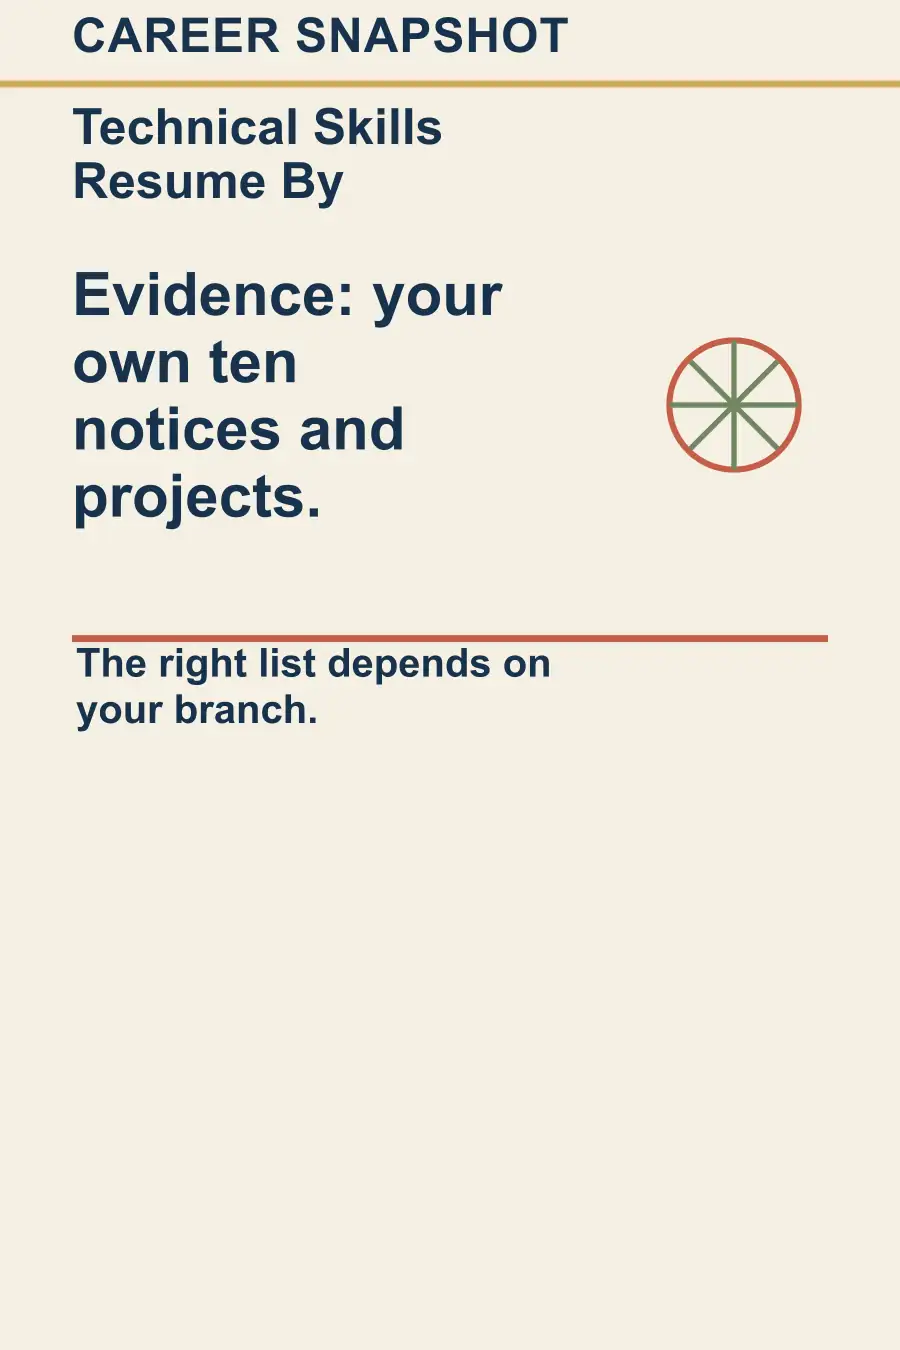 CAREER SNAPSHOT
Technical Skills
Resume By
Evidence: your
own ten
notices and
projects.
The right list depends on
your branch.